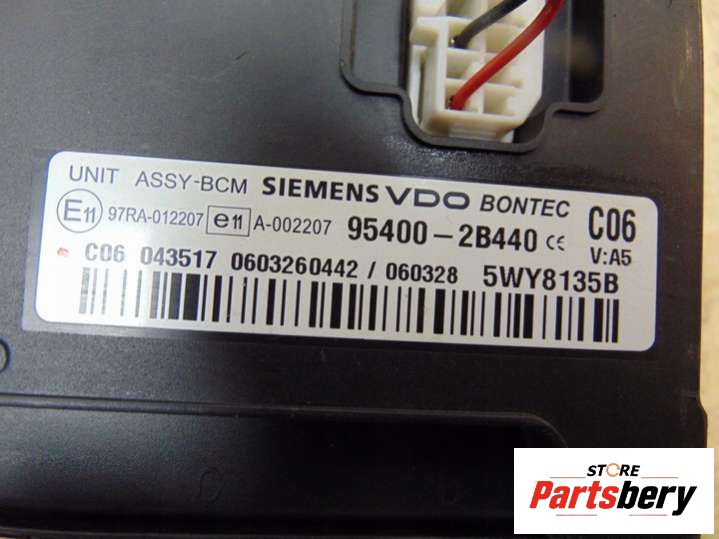 UNIT ASSY-BCM SIEMENS VDO BONTEC C06
E11 97RA-012207 e11 A-002207 95400-2B440 CE V:A5
C06 043517 0603260442 / 060328 5WY8135B
STORE
Partsbery